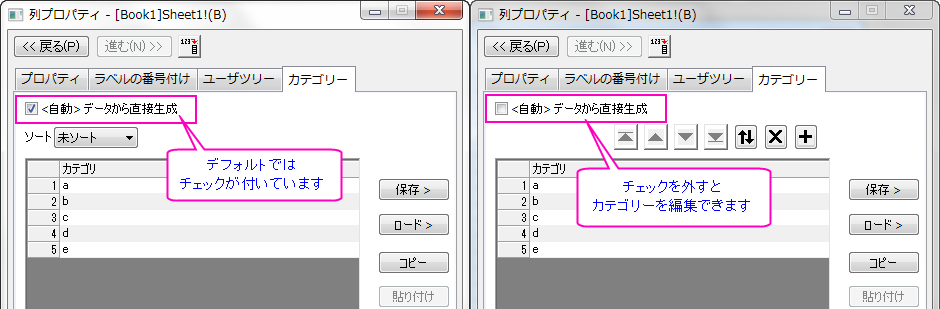 列プロパティ - [Book1]Sheet1!(B)
<< 戻る(P) 進む(N) >>
プロパティ ラベルの番号付け ユーザツリー カテゴリー
<自動> データから直接生成
ソート 未ソート
デフォルトでは
チェックが付いています
カテゴリ
1 a
2 b
3 c
4 d
5 e
保存 >
ロード >
コピー
貼り付け
列プロパティ - [Book1]Sheet1!(B)
<< 戻る(P) 進む(N) >>
プロパティ ラベルの番号付け ユーザツリー カテゴリー
<自動> データから直接生成
カテゴリ
チェックを外すと
カテゴリーを編集できます
1 a
2 b
3 c
4 d
5 e
保存 >
ロード >
コピー
貼り付け